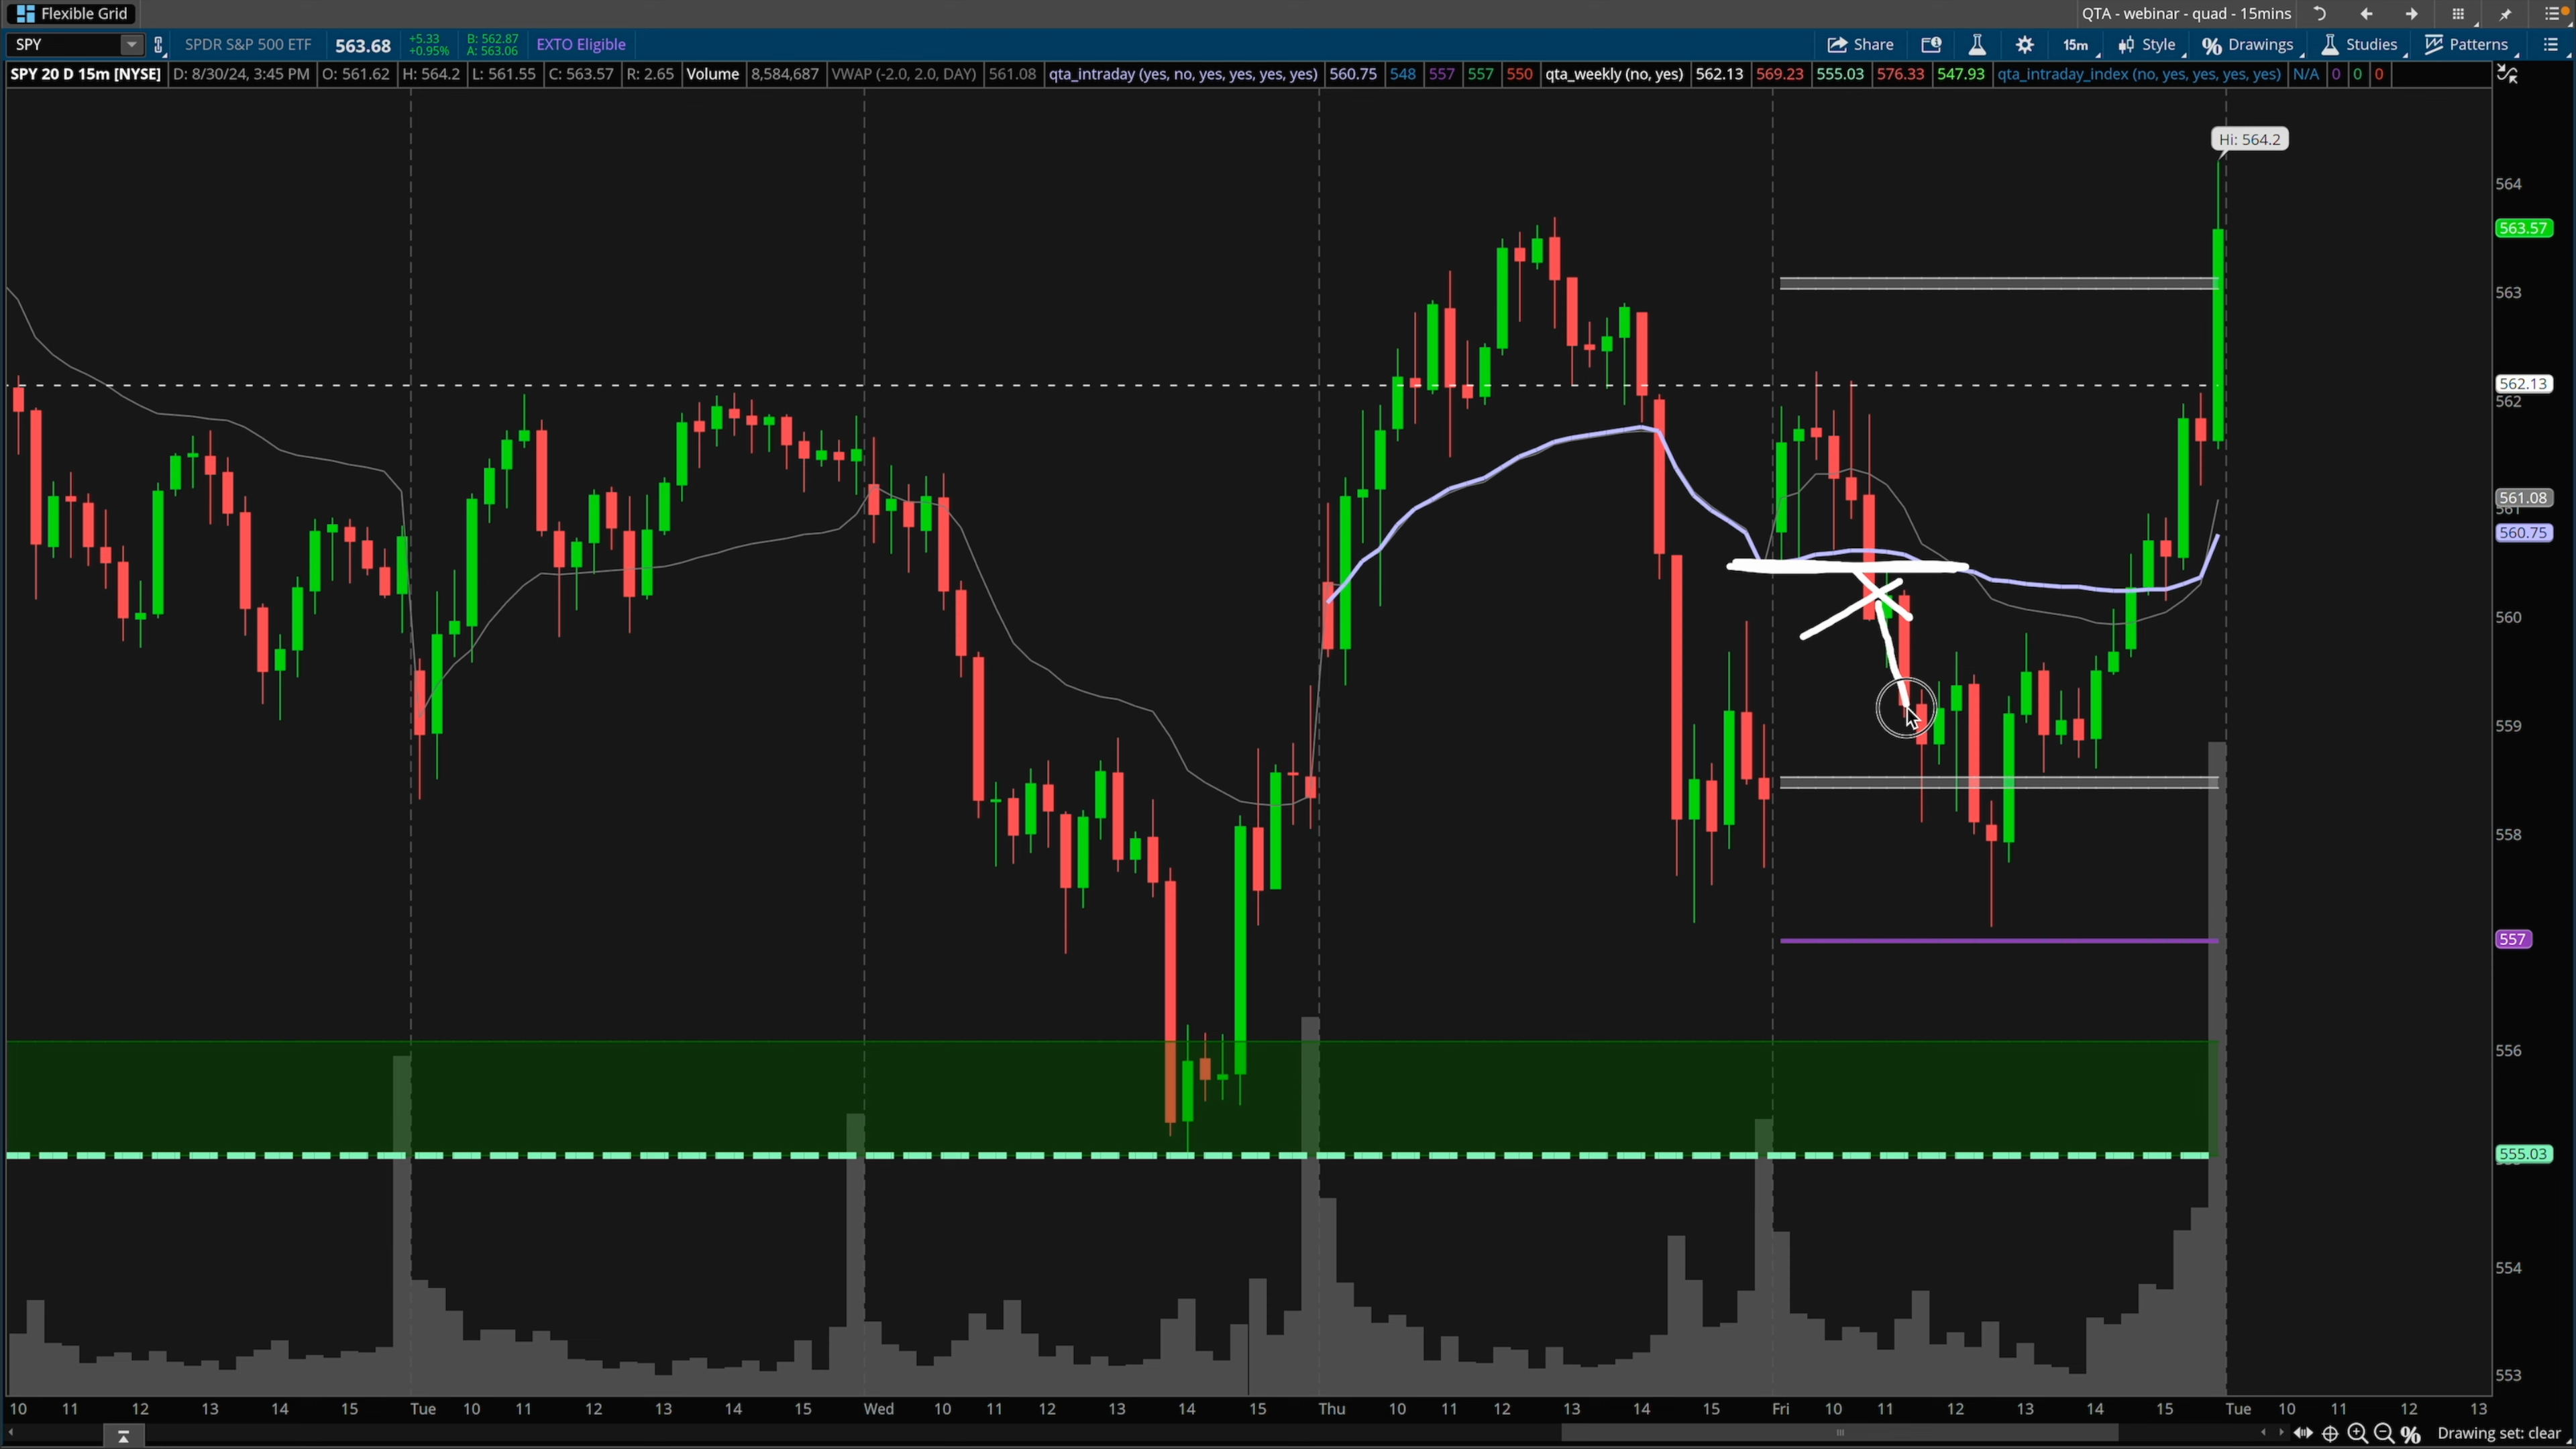 Flexible Grid QTA - webinar - quad - 15mins
SPY SPDR S&P 500 ETF 563.68 +5.33 +0.95% B: 562.87 A: 563.06 EXTO Eligible Share 15m Style Drawings Studies Patterns
SPY 20 D 15m [NYSE] D: 8/30/24, 3:45 PM O: 561.62 H: 564.2 L: 561.55 C: 563.57 R: 2.65 Volume 8,584,687 VWAP (-2.0, 2.0, DAY) 561.08 qta_intraday (yes, no, yes, yes, yes, yes) 560.75 548 557 557 550 qta_weekly (no, yes) 562.13 569.23 555.03 576.33 547.93 qta_intraday_index (no, yes, yes, yes, yes) N/A 0 0 0
Hi: 564.2
564
563.57
563
562.13
562
561.08
561
560.75
560
559
558
557
556
555.03
554
553
10 11 12 13 14 15 Tue 10 11 12 13 14 15 Wed 10 11 12 13 14 15 Thu 10 11 12 13 14 15 Fri 10 11 12 13 14 15 Tue 10 11 12 13
Drawing set: clear